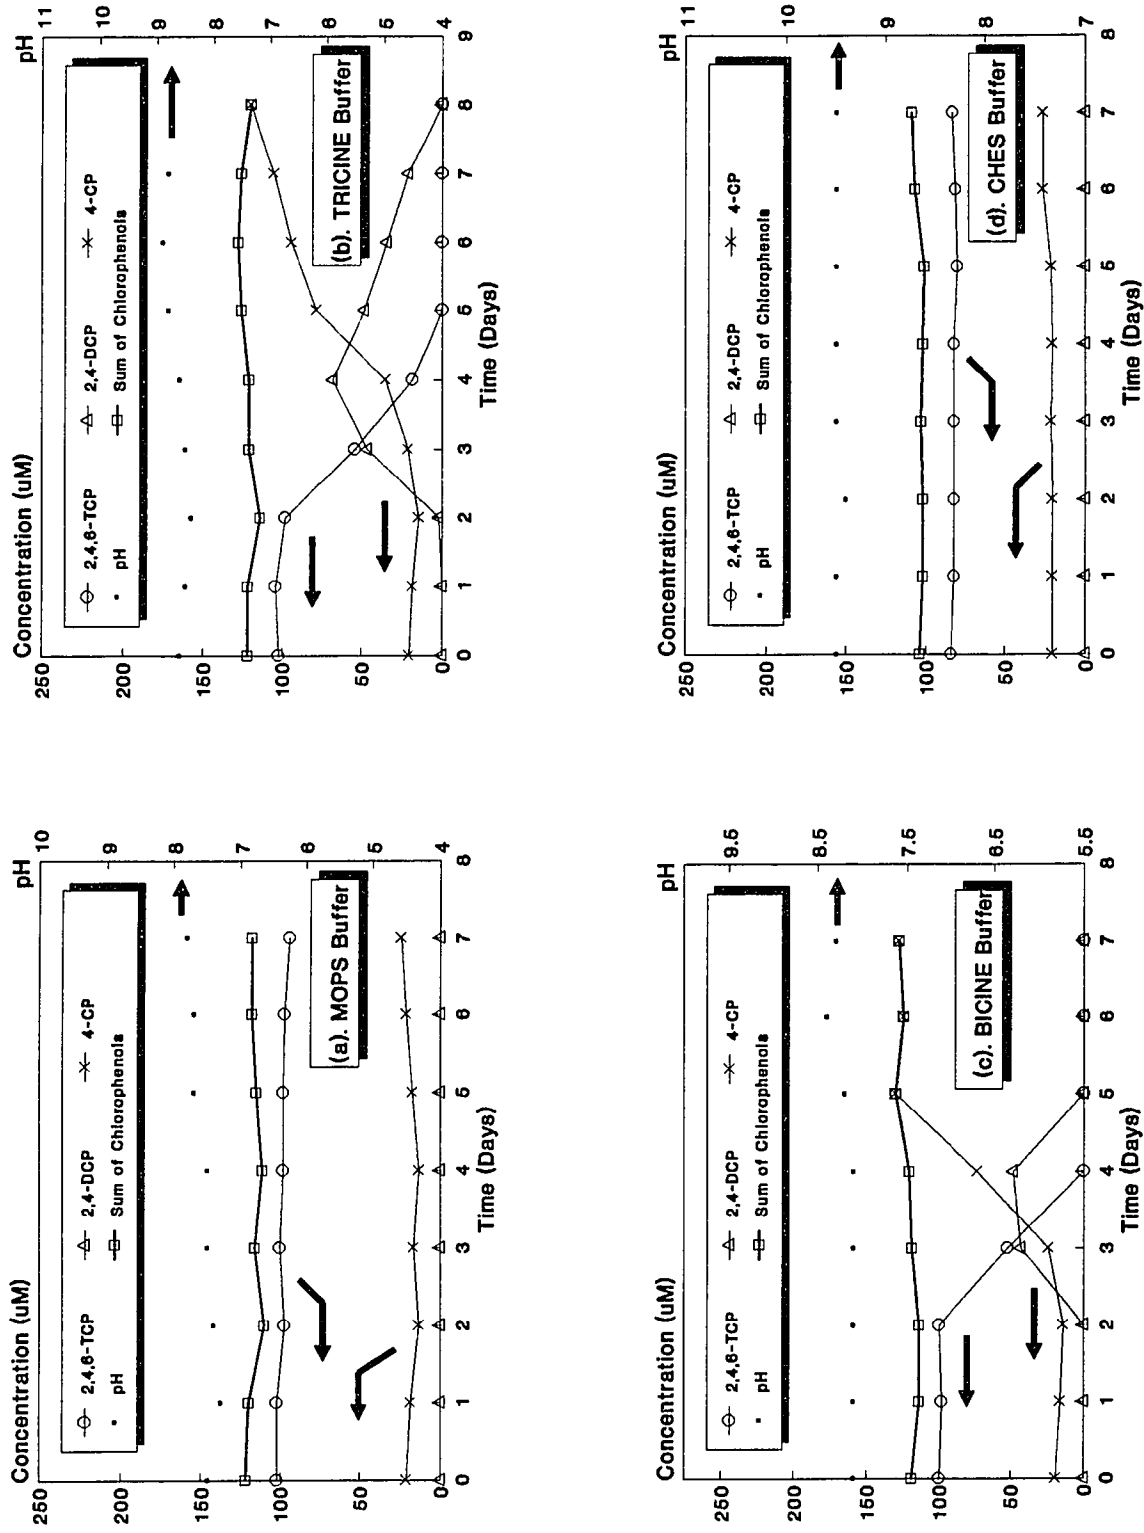 Concentration (uM) pH
2,4,6-TCP 2,4-DCP 4-CP
pH Sum of Chlorophenols
250 200 150 100 50 0
10 9 8 7 6 5 4
(a). MOPS Buffer
0 1 2 3 4 5 6 7 8
Time (Days)
Concentration (uM) pH
2,4,6-TCP 2,4-DCP 4-CP
pH Sum of Chlorophenols
250 200 150 100 50 0
11 10 9 8 7 6 5 4
(b). TRICINE Buffer
0 1 2 3 4 5 6 7 8 9
Time (Days)
Concentration (uM) pH
2,4,6-TCP 2,4-DCP 4-CP
pH Sum of Chlorophenols
250 200 150 100 50 0
9.5 8.5 7.5 6.5 5.5
(c). BICINE Buffer
0 1 2 3 4 5 6 7 8
Time (Days)
Concentration (uM) pH
2,4,6-TCP 2,4-DCP 4-CP
pH Sum of Chlorophenols
250 200 150 100 50 0
11 10 9 8 7
(d). CHES Buffer
0 1 2 3 4 5 6 7 8
Time (Days)